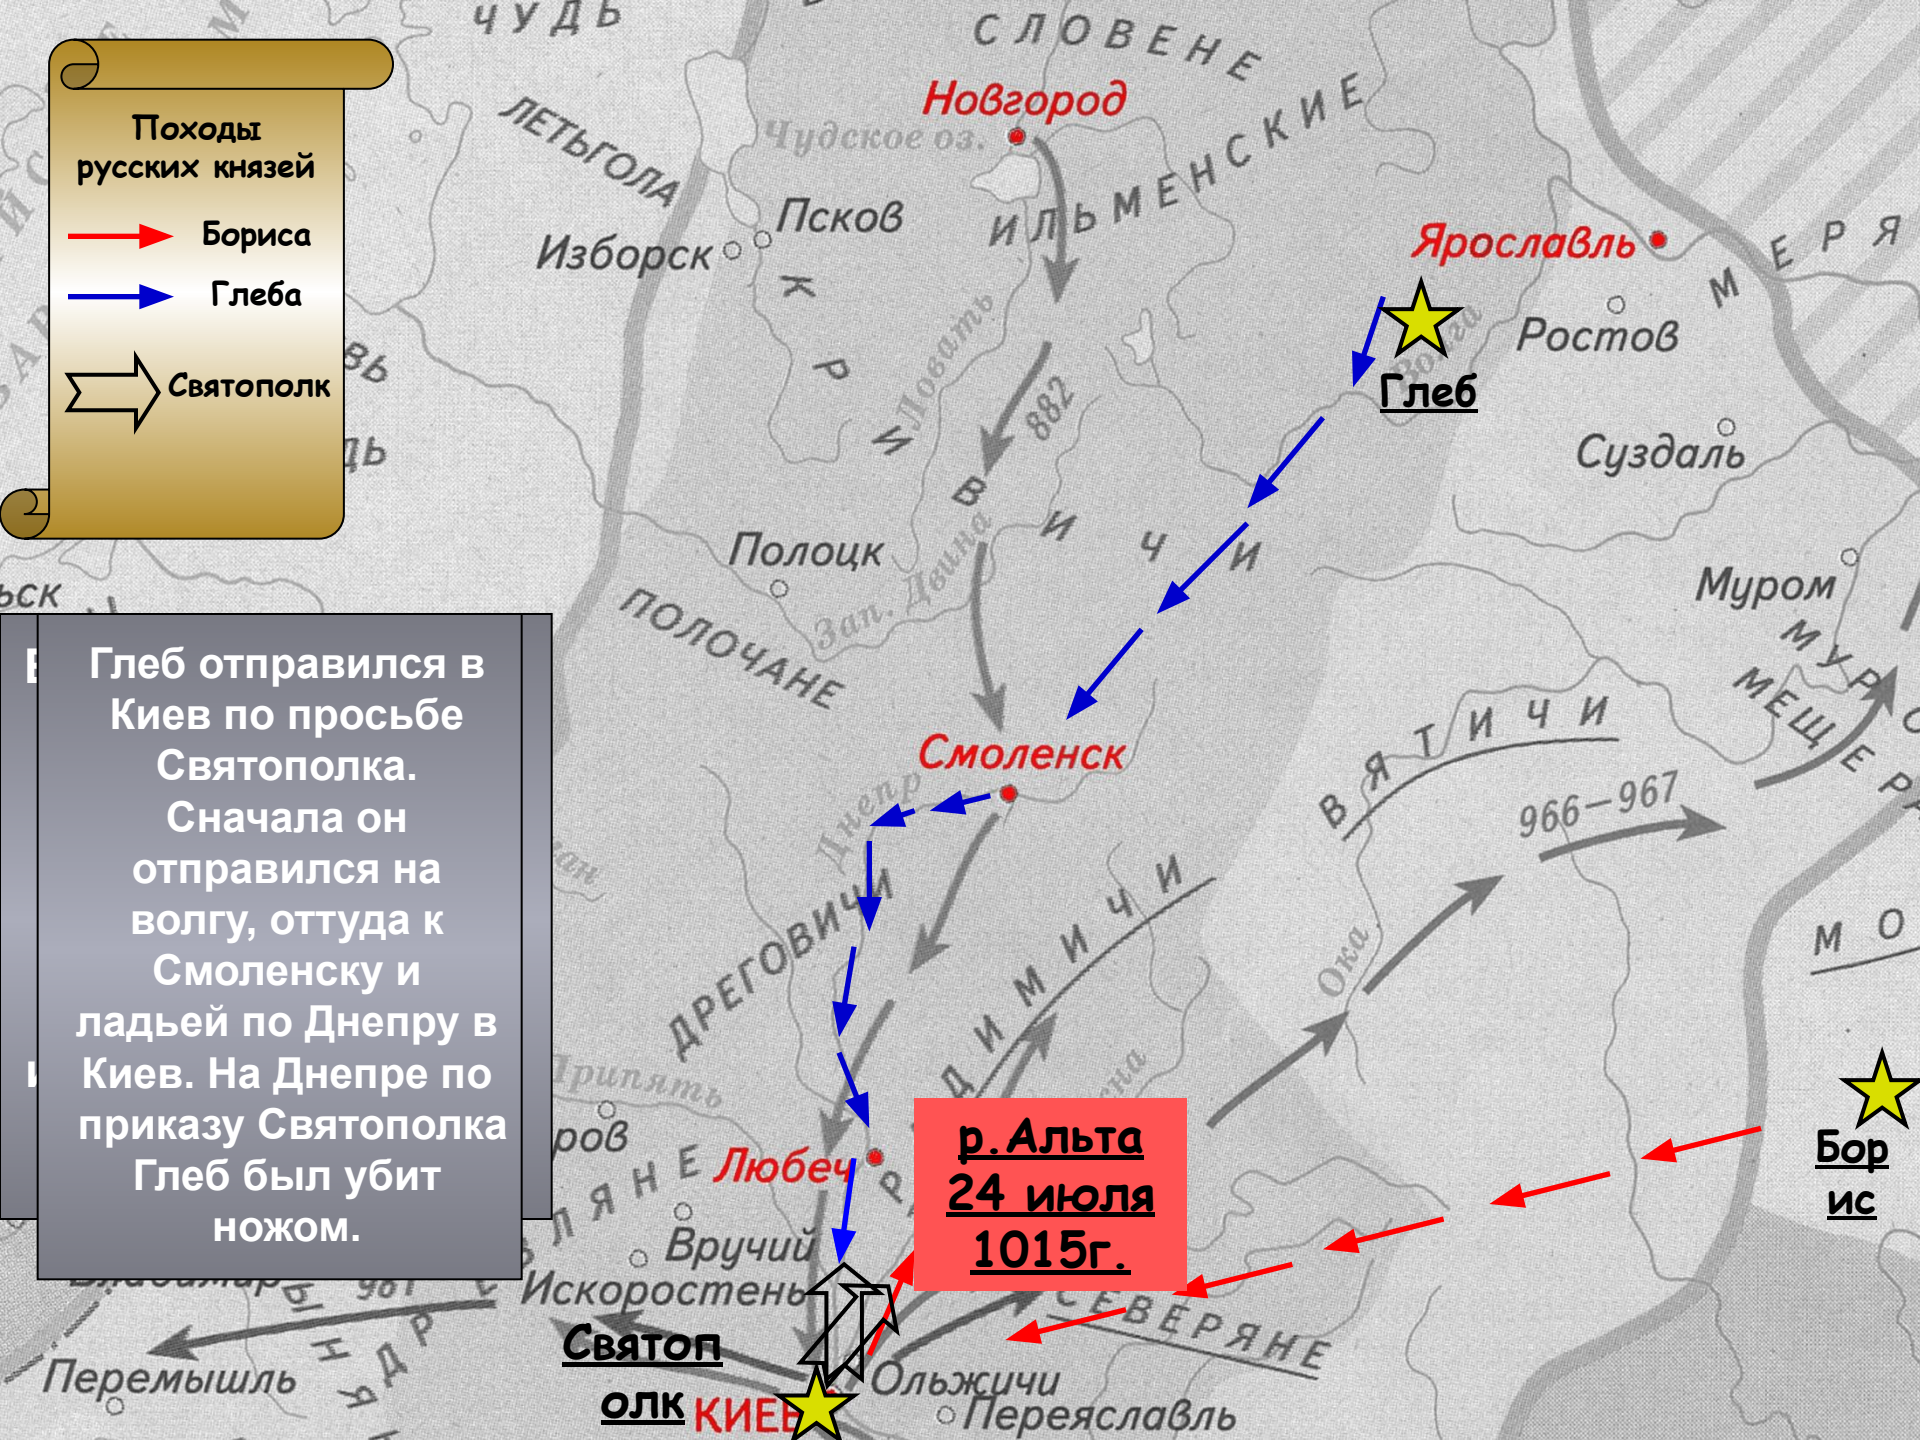 ЧУДЬ
СЛОВЕНЕ
ИЛЬМЕНСКИЕ
Новгород
Чудское оз.
ЛЕТЬГОЛА
Псков
Изборск
Ярославль
МЕРЯ
Ростов
Волга
Глеб
Суздаль
Походы
русских князей
Бориса
Глеба
Святополк
КРИВИЧИ
Ловать
882
Полоцк
Зап. Двина
ПОЛОЧАНЕ
Муром
Смоленск
Днепр
ВЯТИЧИ
966—967
Ока
Глеб отправился в
Киев по просьбе
Святополка.
Сначала он
отправился на
волгу, оттуда к
Смоленску и
ладьей по Днепру в
Киев. На Днепре по
приказу Святополка
Глеб был убит
ножом.
ДРЕГОВИЧИ
Припять
Любеч
р.Альта
24 июля
1015г.
Бор
ис
Вручий
Искоростень
СЕВЕРЯНЕ
Святоп
олк
КИЕВ
Ольжичи
Переяславль
Перемышль